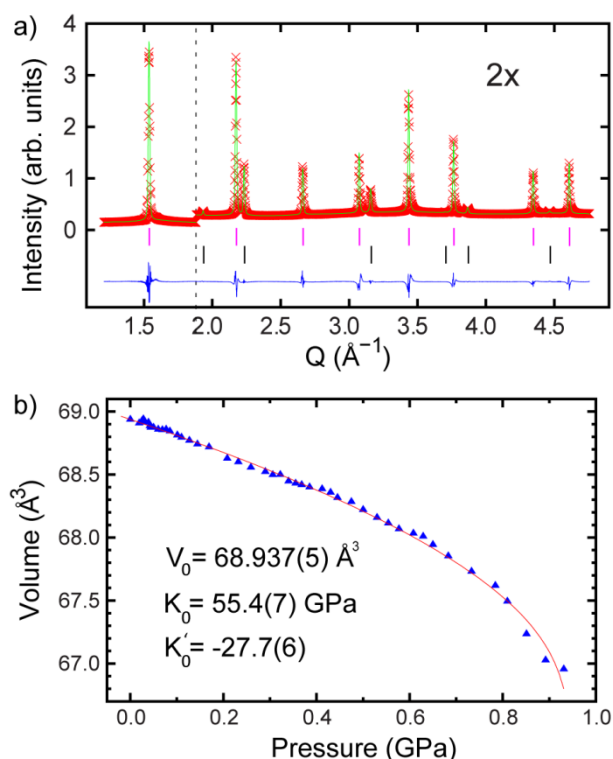 a)
4
3
2
1
0
Intensity (arb. units)
2x
1.5 2.0 2.5 3.0 3.5 4.0 4.5
Q (Å⁻¹)
b)
69.0
68.5
68.0
67.5
67.0
Volume (Å³)
V₀= 68.937(5) Å³
K₀= 55.4(7) GPa
K₀′= -27.7(6)
0.0 0.2 0.4 0.6 0.8 1.0
Pressure (GPa)